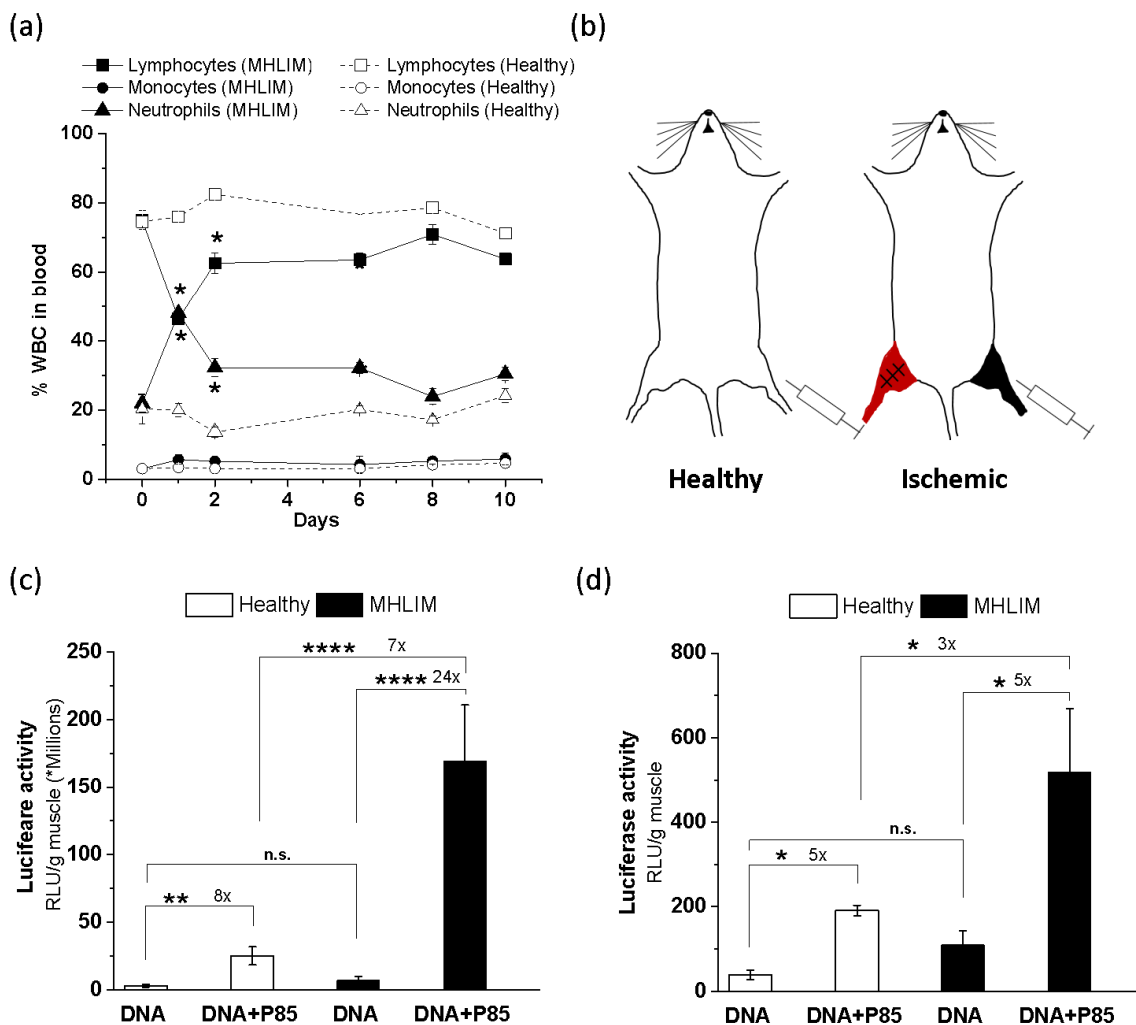 (a)
Lymphocytes (MHLIM) Lymphocytes (Healthy)
Monocytes (MHLIM) Monocytes (Healthy)
Neutrophils (MHLIM) Neutrophils (Healthy)
100
80
60
40
20
0
% WBC in blood
*
*
*
*
*
0 2 4 6 8 10
Days
(b)
Healthy Ischemic
(c)
Healthy MHLIM
250
200
150
100
50
25
0
Lucifeare activity
RLU/g muscle (*Millions)
**** 7x
**** 24x
n.s.
** 8x
DNA DNA+P85 DNA DNA+P85
(d)
Healthy MHLIM
800
600
400
200
0
Luciferase activity
RLU/g muscle
* 3x
* 5x
n.s.
* 5x
DNA DNA+P85 DNA DNA+P85